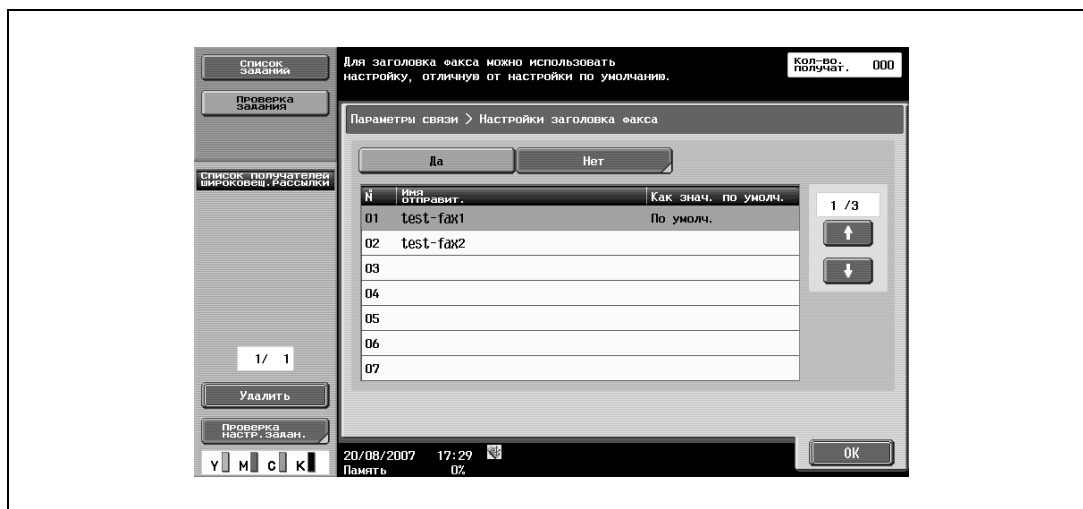 Список
заданий
Проверка
задания
Список получателей
широковещ.рассылки
1/ 1
Удалить
Проверка
настр.задан.
Y M C K
Для заголовка факса можно использовать
настройку, отличную от настройки по умолчанию.
Кол-во.
получат. 000
Параметры связи > Настройки заголовка факса
Да Нет
N° Имя отправит. Как знач. по умолч.
01 test-fax1 По умолч.
02 test-fax2
03
04
05
06
07
1 /3
20/08/2007 17:29
Память 0%
OK